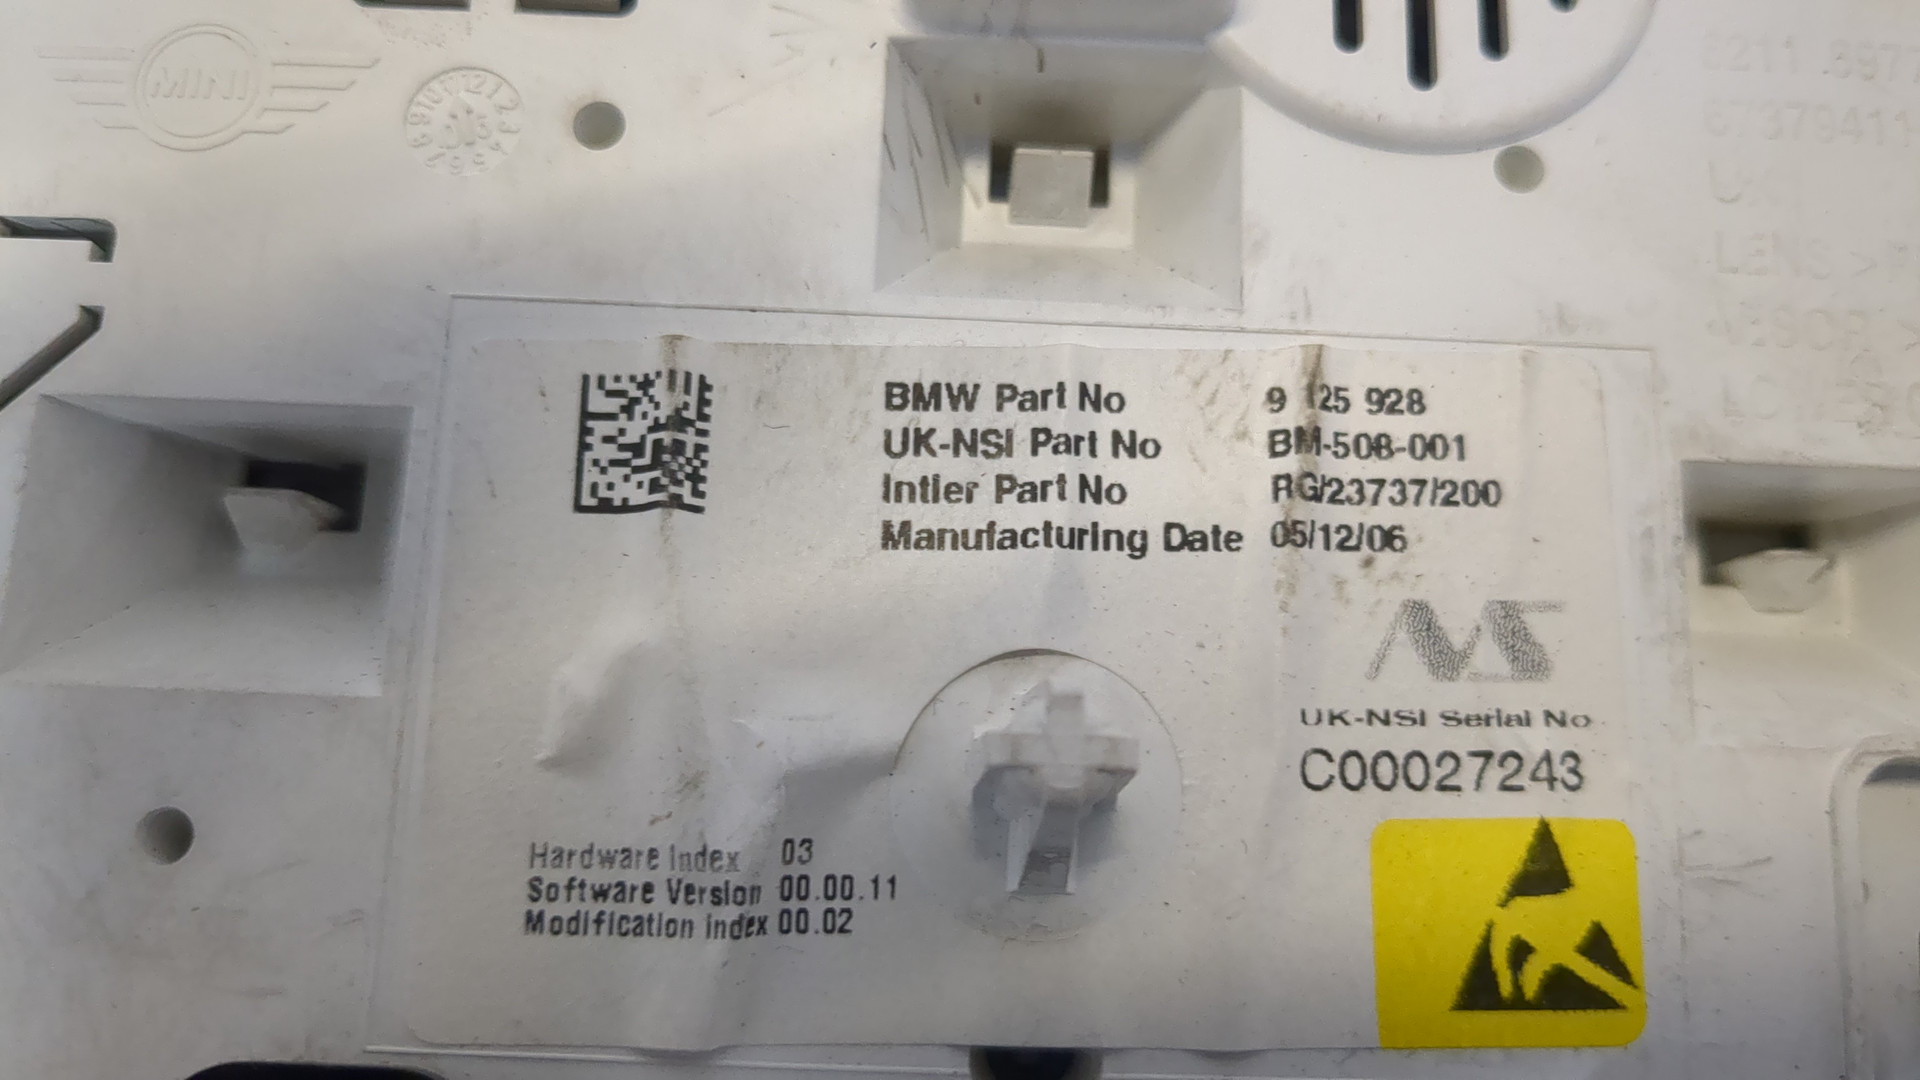 MINI
BMW Part No 9 125 928
UK-NSI Part No BM-508-001
Intier Part No RG/23737/200
Manufacturing Date 05/12/06
NS
UK-NSI Serial No
C00027243
Hardware Index 03
Software Version 00.00.11
Modification Index 00.02
LENS >